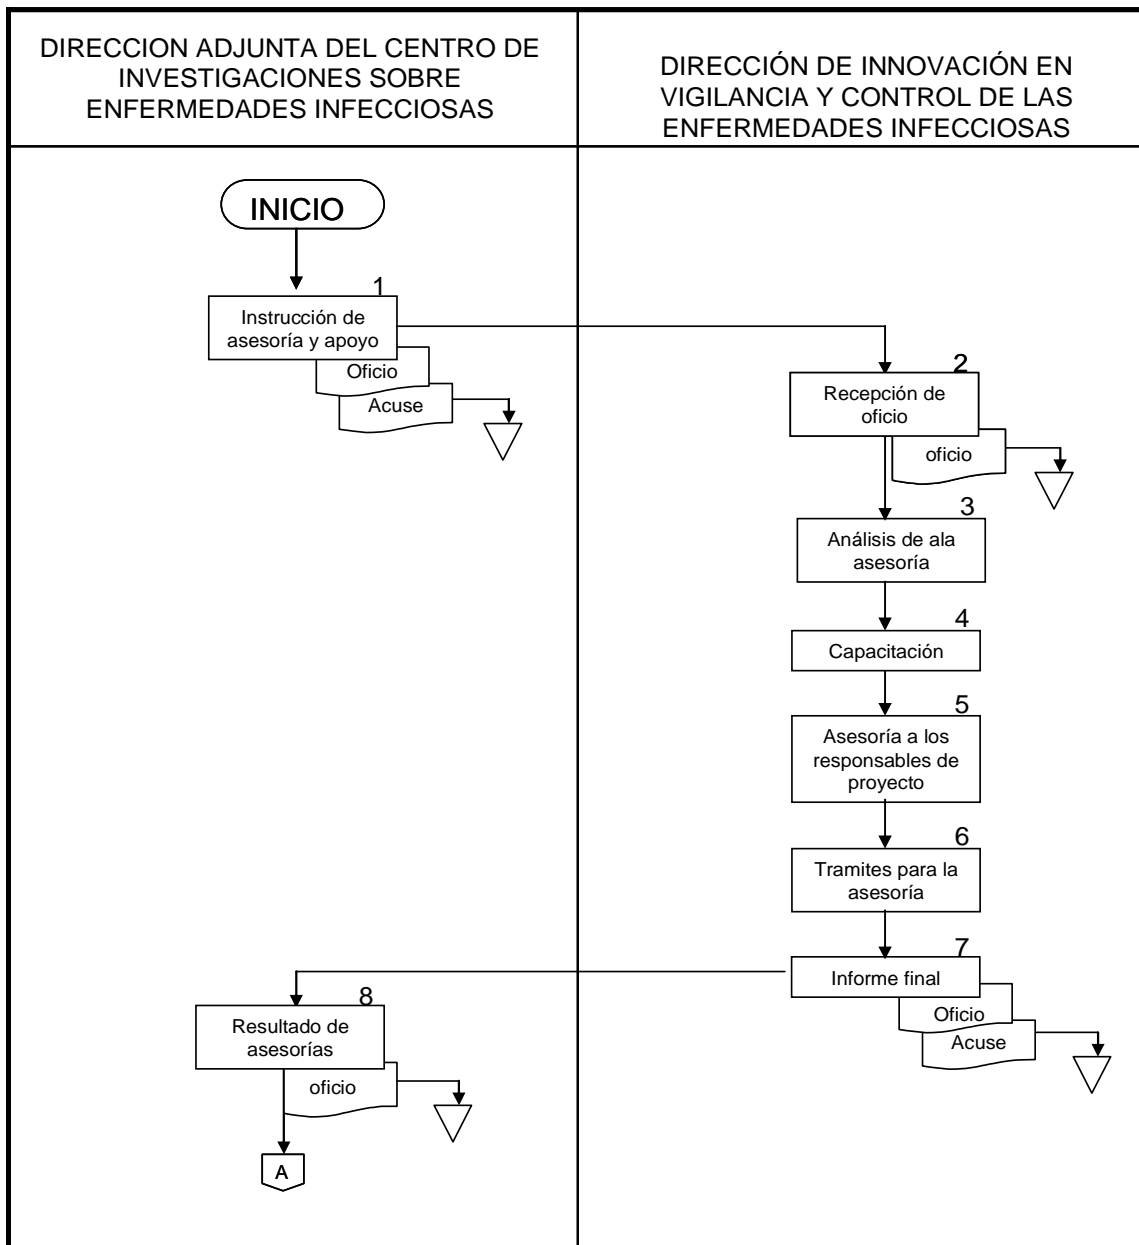 DIRECCION ADJUNTA DEL CENTRO DE
INVESTIGACIONES SOBRE
ENFERMEDADES INFECCIOSAS
DIRECCIÓN DE INNOVACIÓN EN
VIGILANCIA Y CONTROL DE LAS
ENFERMEDADES INFECCIOSAS
INICIO
1
Instrucción de
asesoría y apoyo
Oficio
Acuse
2
Recepción de
oficio
oficio
3
Análisis de ala
asesoría
4
Capacitación
5
Asesoría a los
responsables de
proyecto
6
Tramites para la
asesoría
7
Informe final
Oficio
Acuse
8
Resultado de
asesorías
oficio
A